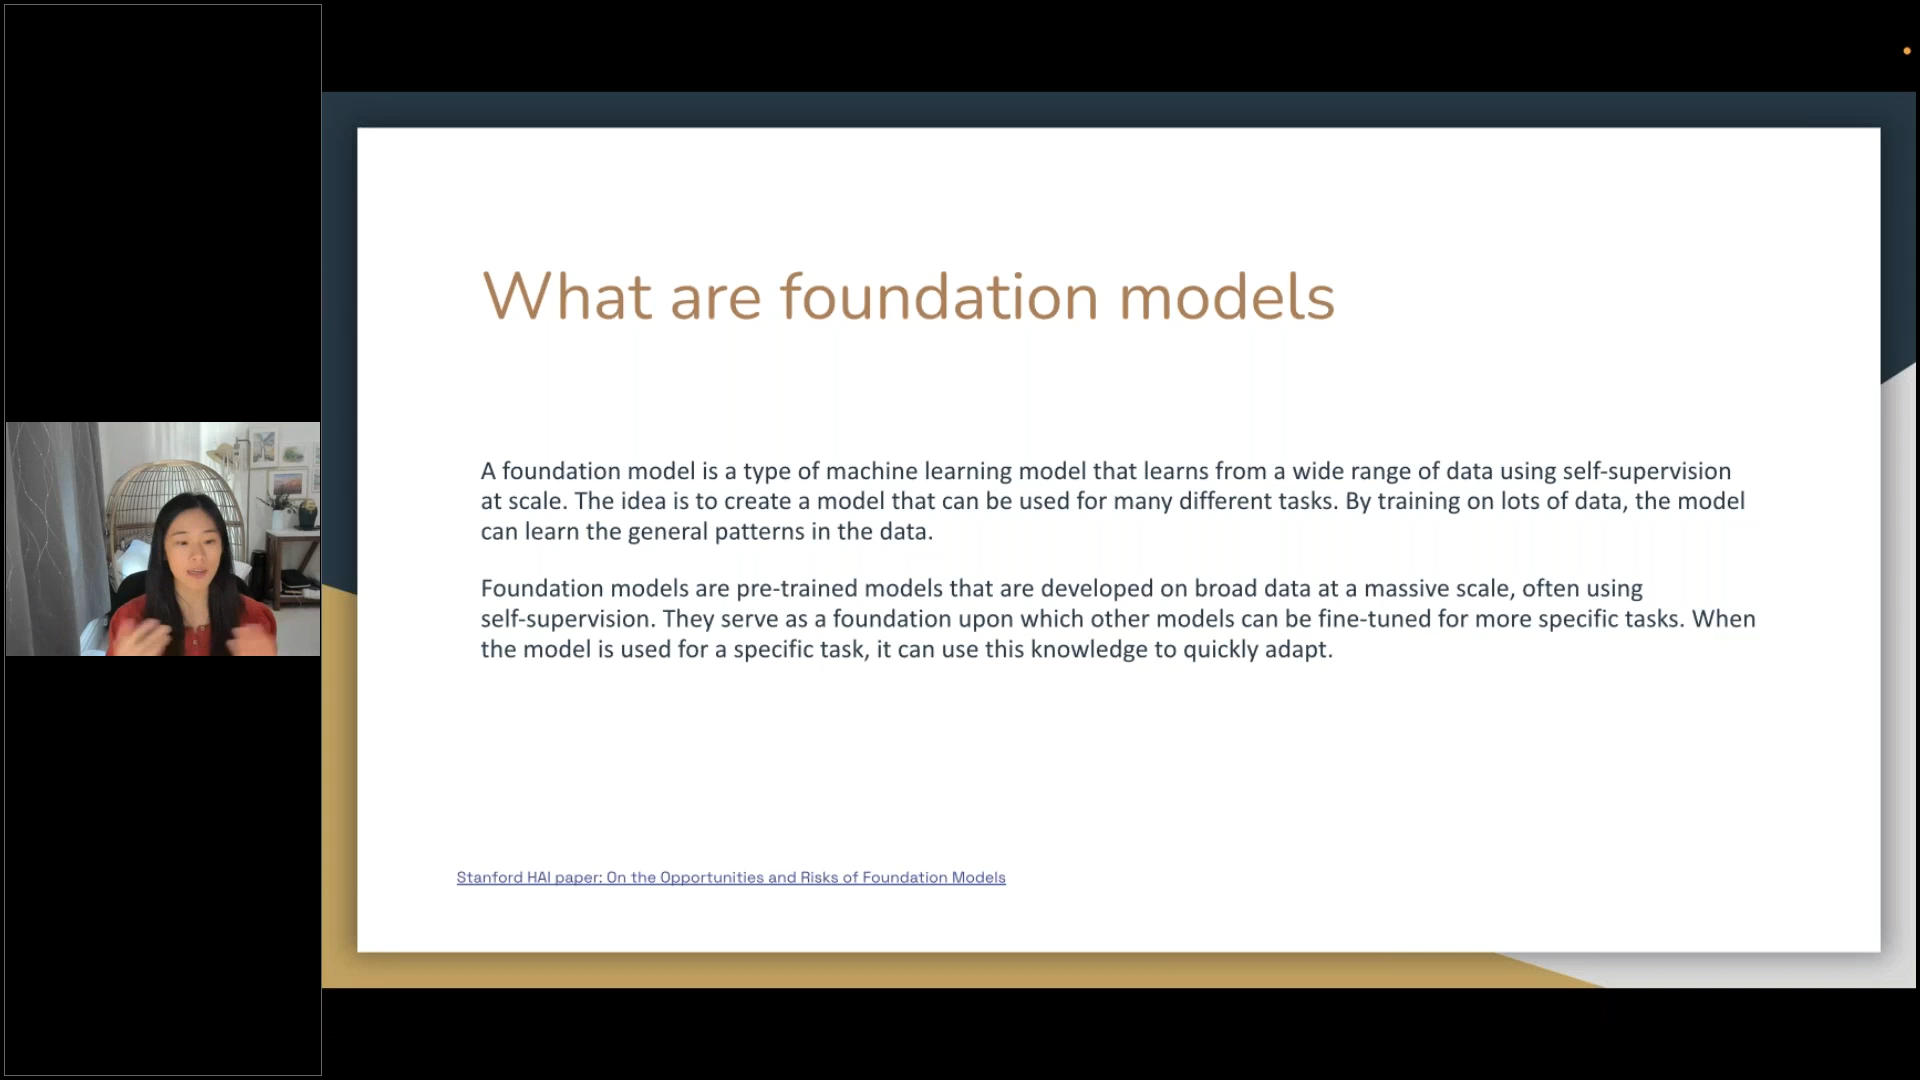 What are foundation models
A foundation model is a type of machine learning model that learns from a wide range of data using self-supervision
at scale. The idea is to create a model that can be used for many different tasks. By training on lots of data, the model
can learn the general patterns in the data.
Foundation models are pre-trained models that are developed on broad data at a massive scale, often using
self-supervision. They serve as a foundation upon which other models can be fine-tuned for more specific tasks. When
the model is used for a specific task, it can use this knowledge to quickly adapt.
Stanford HAI paper: On the Opportunities and Risks of Foundation Models